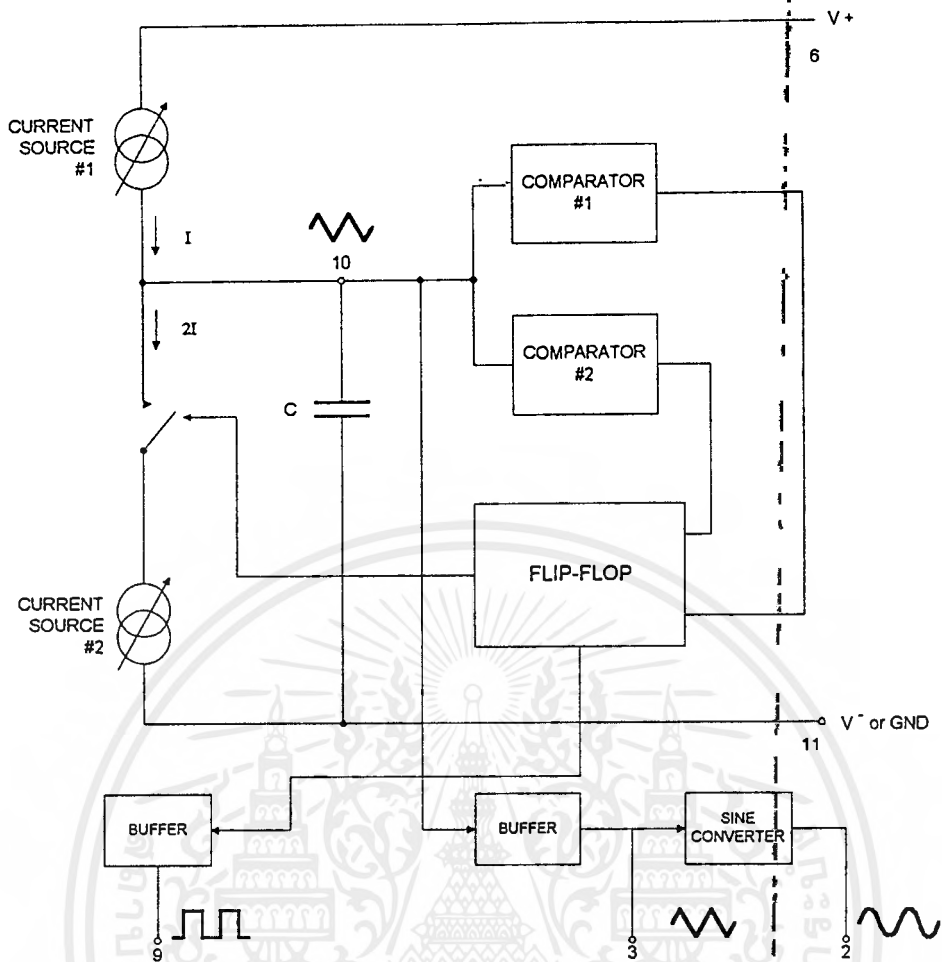 V +
6
CURRENT
SOURCE
#1
I
10
COMPARATOR
#1
2I
COMPARATOR
#2
C
FLIP-FLOP
CURRENT
SOURCE
#2
V - or GND
11
BUFFER
BUFFER
SINE
CONVERTER
9
3
2